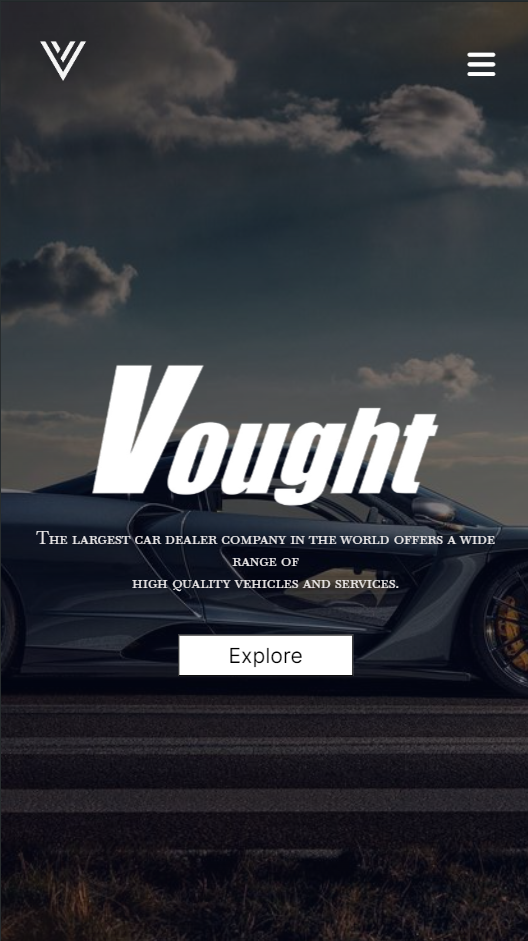 Vought
The largest car dealer company in the world offers a wide
range of
high quality vehicles and services.
Explore